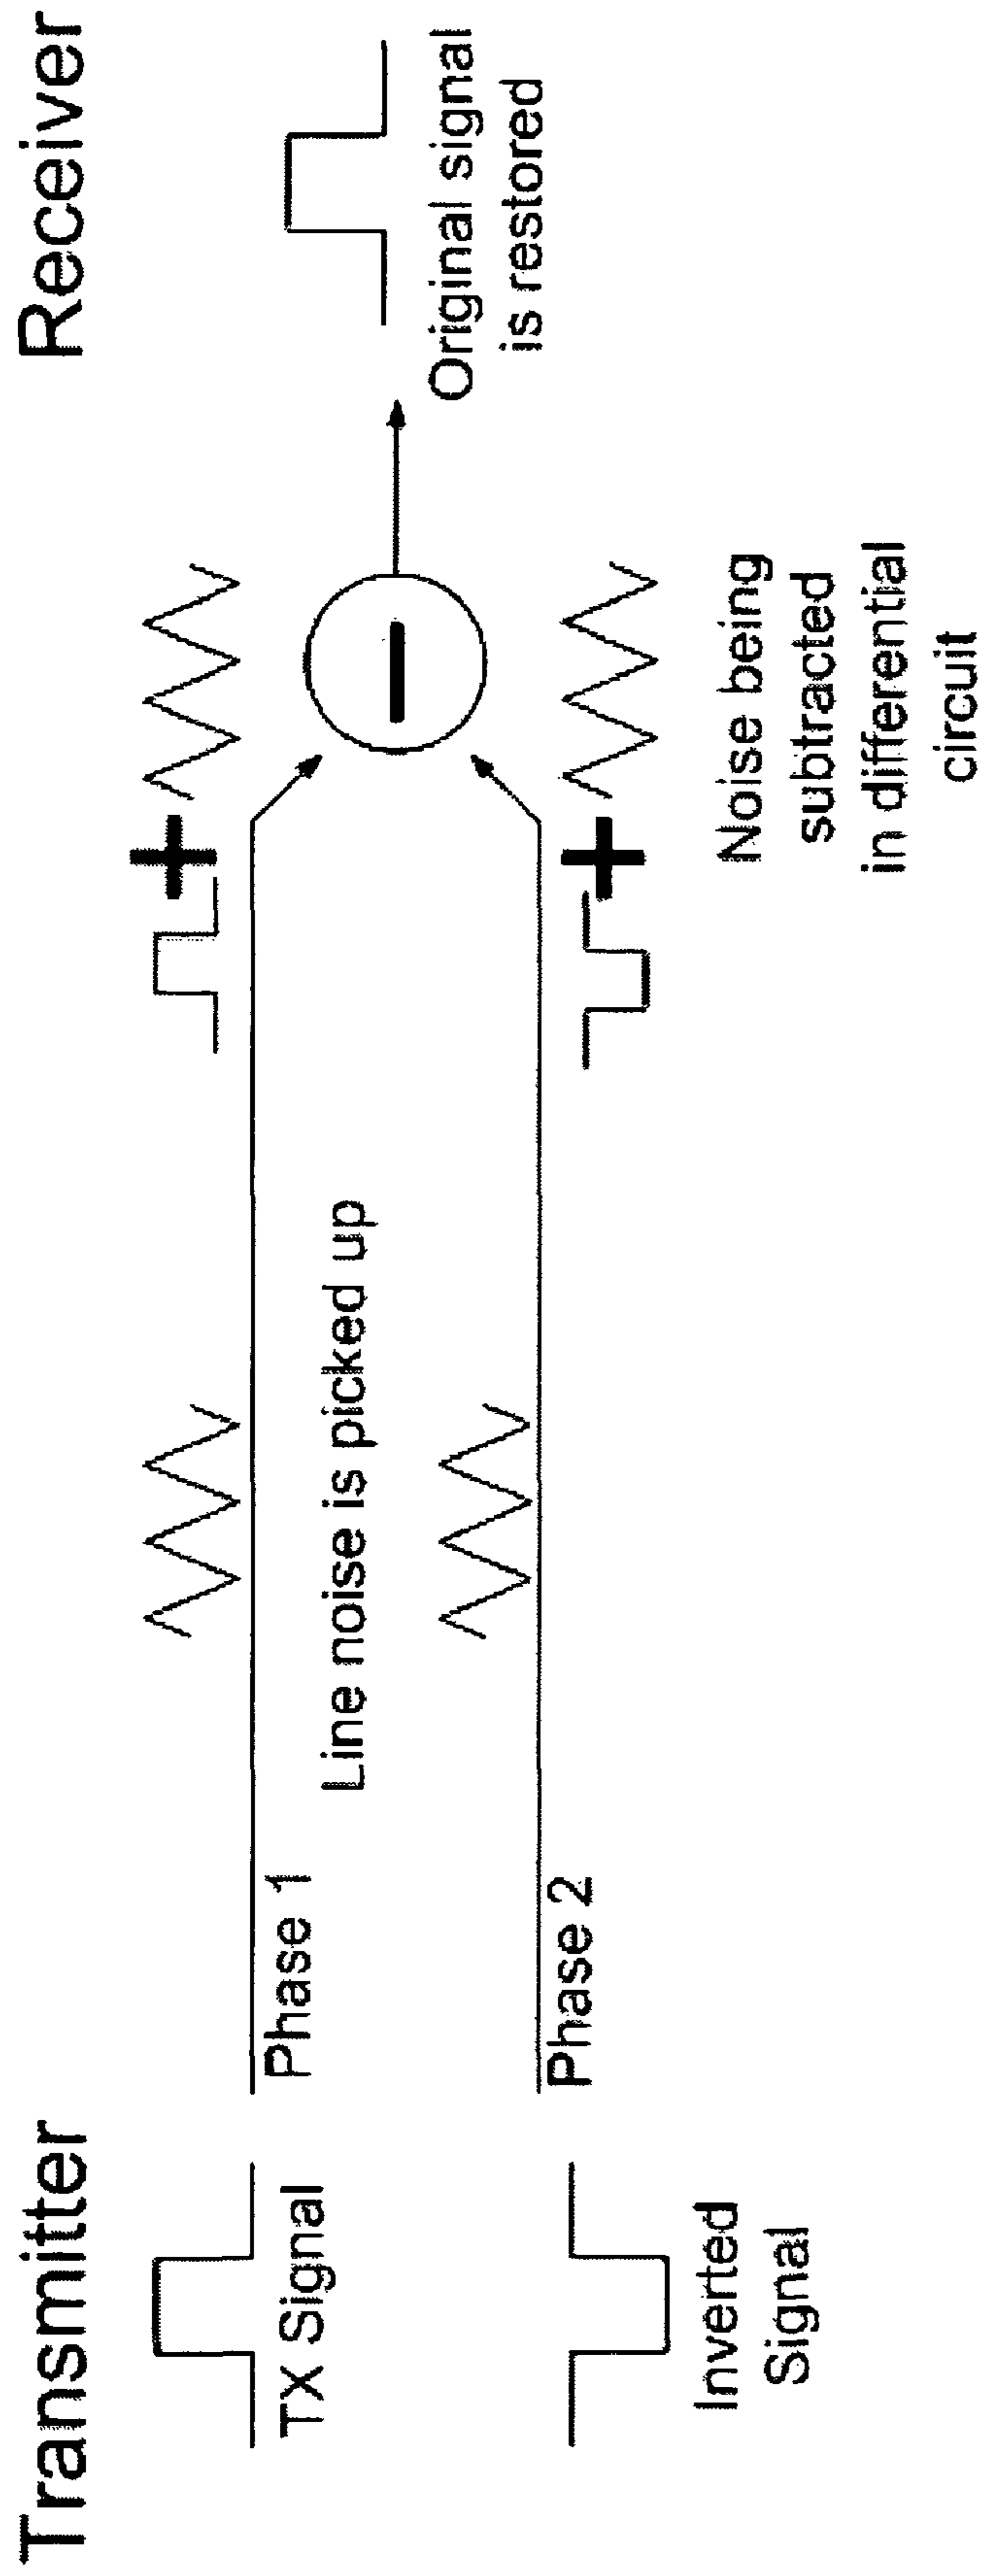 Transmitter
Receiver
TX Signal
Phase 1
Line noise is picked up
+
−
Original signal
is restored
Phase 2
+
Inverted
Signal
Noise being
subtracted
in differential
circuit